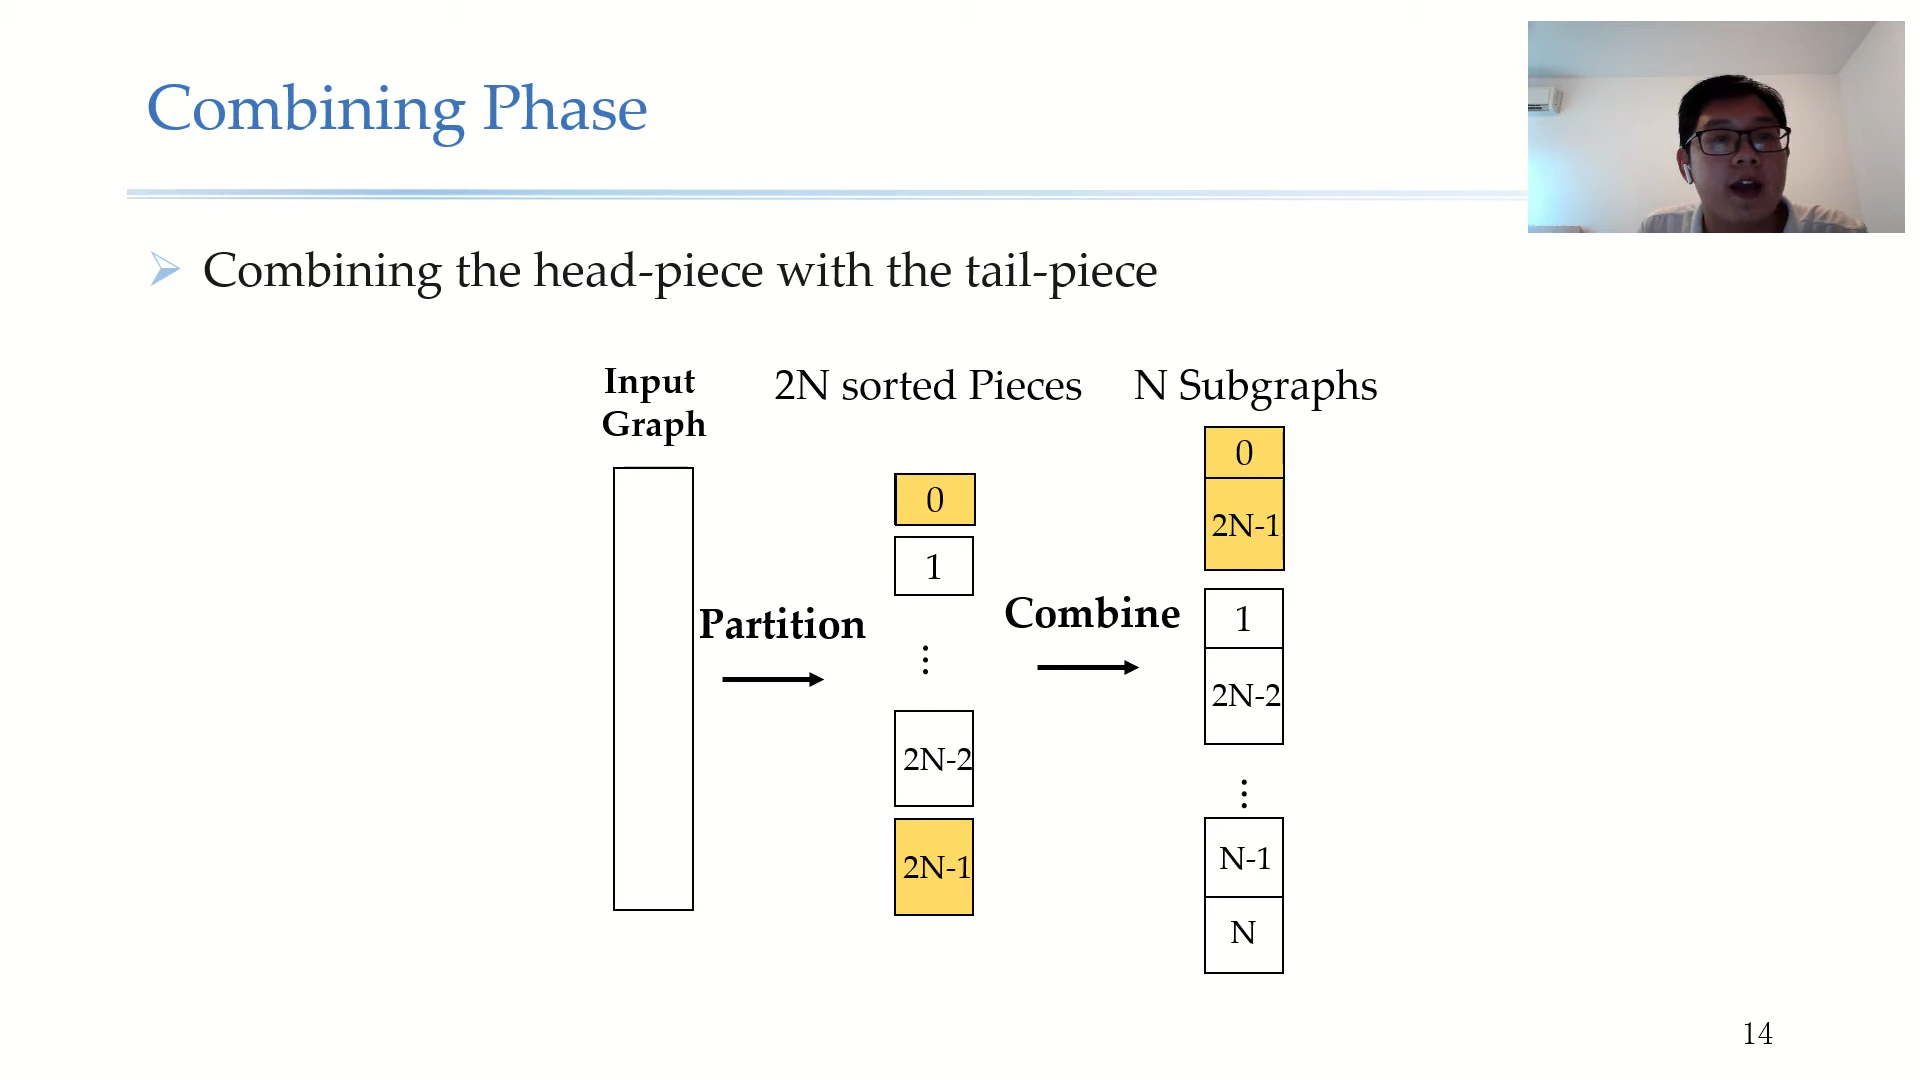 Combining Phase
Combining the head-piece with the tail-piece
Input
Graph
2N sorted Pieces
N Subgraphs
Partition
0
1
⋮
2N-2
2N-1
Combine
0
2N-1
1
2N-2
⋮
N-1
N
14